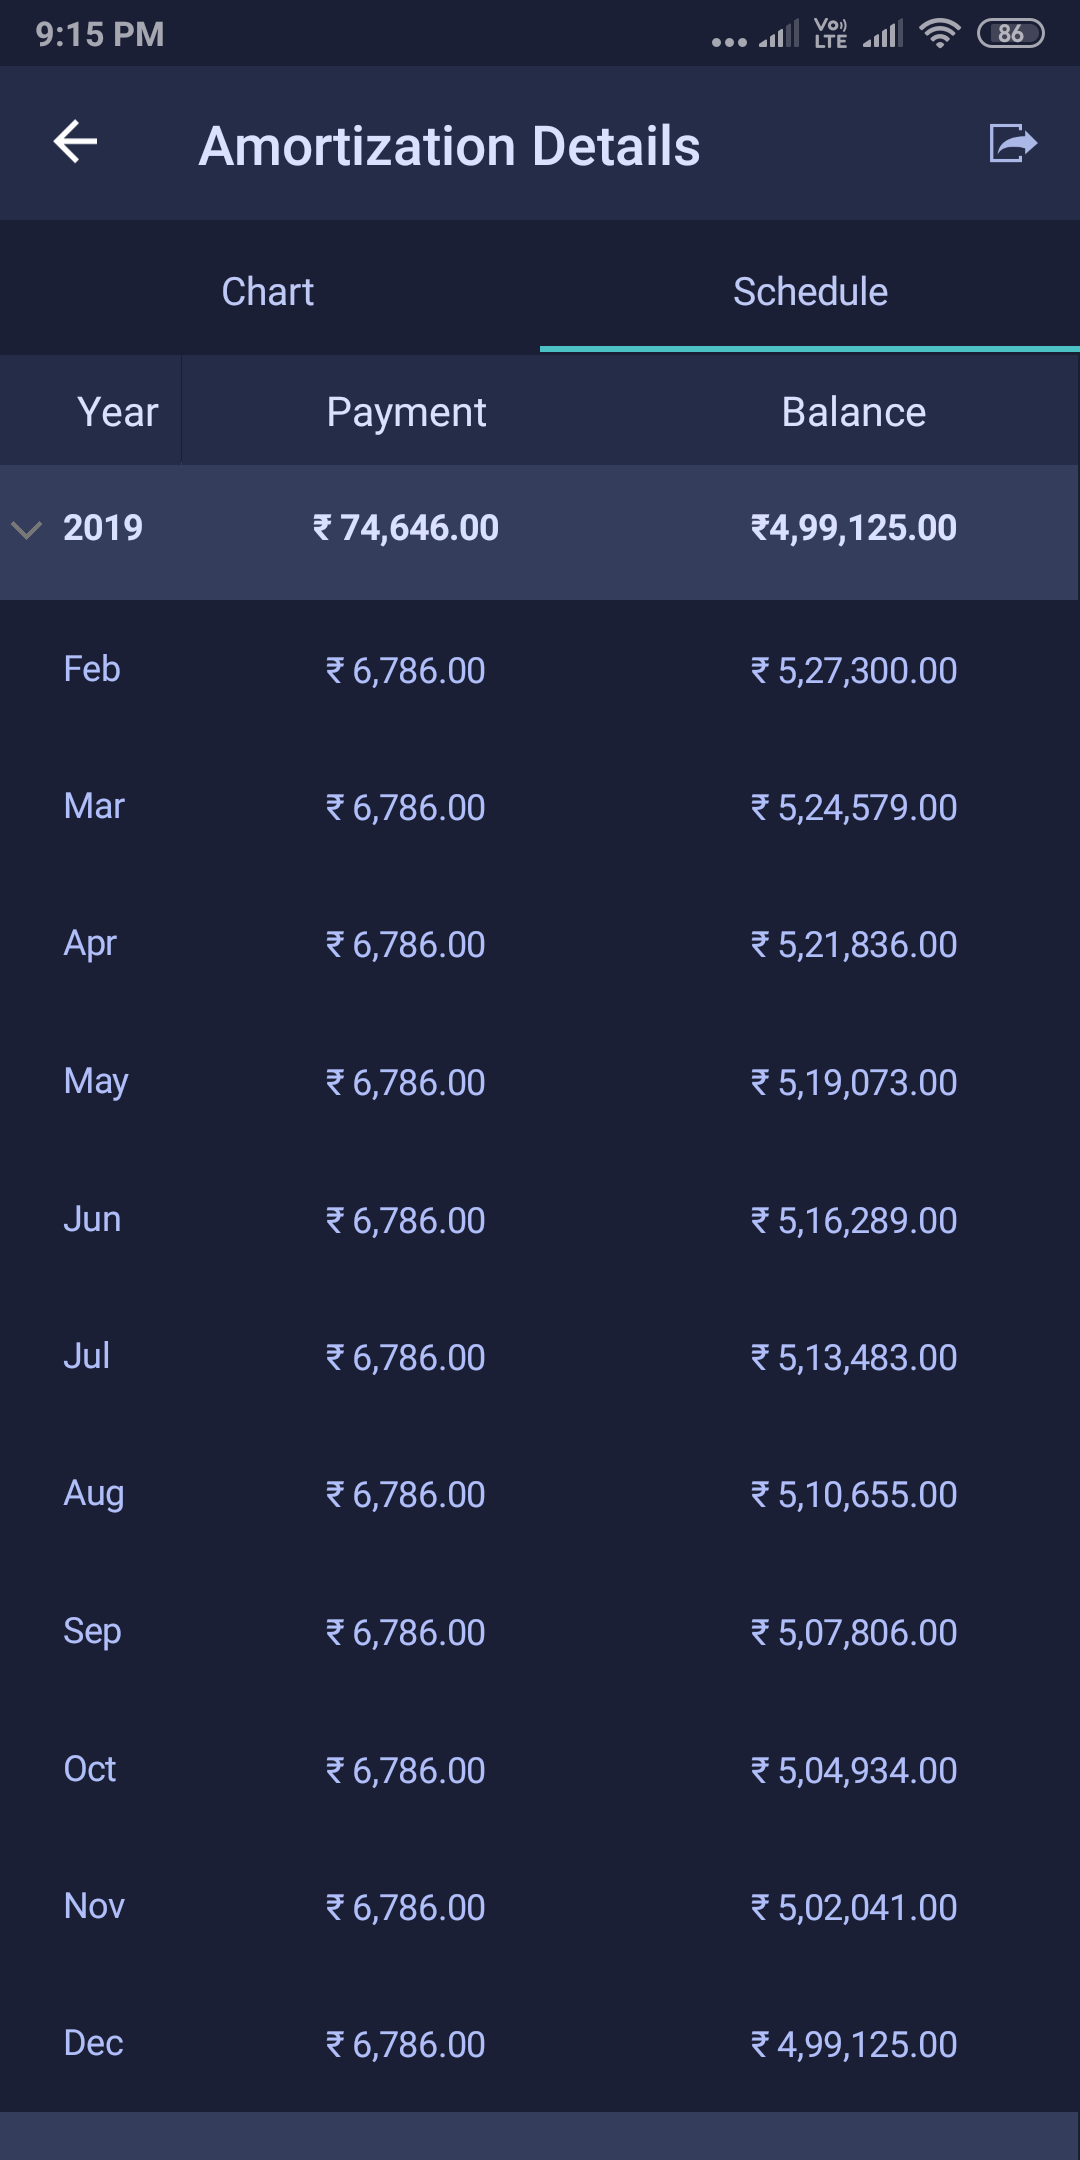 9:15 PM Vo)) LTE 86
Amortization Details
Chart Schedule
Year Payment Balance
2019 ₹ 74,646.00 ₹4,99,125.00
Feb ₹ 6,786.00 ₹ 5,27,300.00
Mar ₹ 6,786.00 ₹ 5,24,579.00
Apr ₹ 6,786.00 ₹ 5,21,836.00
May ₹ 6,786.00 ₹ 5,19,073.00
Jun ₹ 6,786.00 ₹ 5,16,289.00
Jul ₹ 6,786.00 ₹ 5,13,483.00
Aug ₹ 6,786.00 ₹ 5,10,655.00
Sep ₹ 6,786.00 ₹ 5,07,806.00
Oct ₹ 6,786.00 ₹ 5,04,934.00
Nov ₹ 6,786.00 ₹ 5,02,041.00
Dec ₹ 6,786.00 ₹ 4,99,125.00